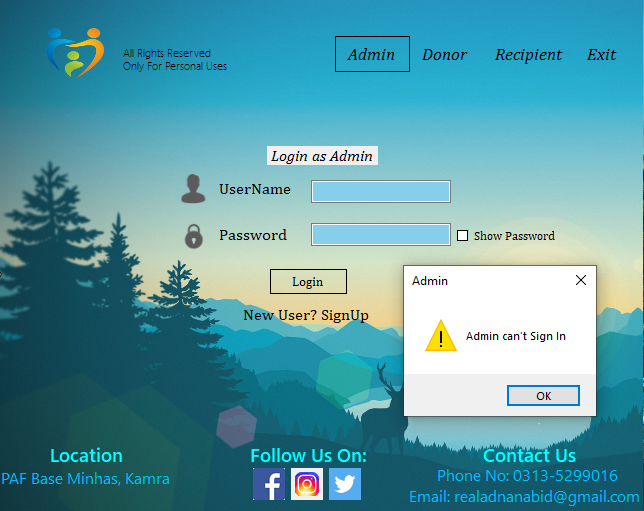 All Rights Reserved
Only For Personal Uses
Admin Donor Recipient Exit
Login as Admin
UserName
Password
Show Password
Login
New User? SignUp
Admin
Admin can't Sign In
OK
Location
PAF Base Minhas, Kamra
Follow Us On:
Contact Us
Phone No: 0313-5299016
Email: realadnanabid@gmail.com